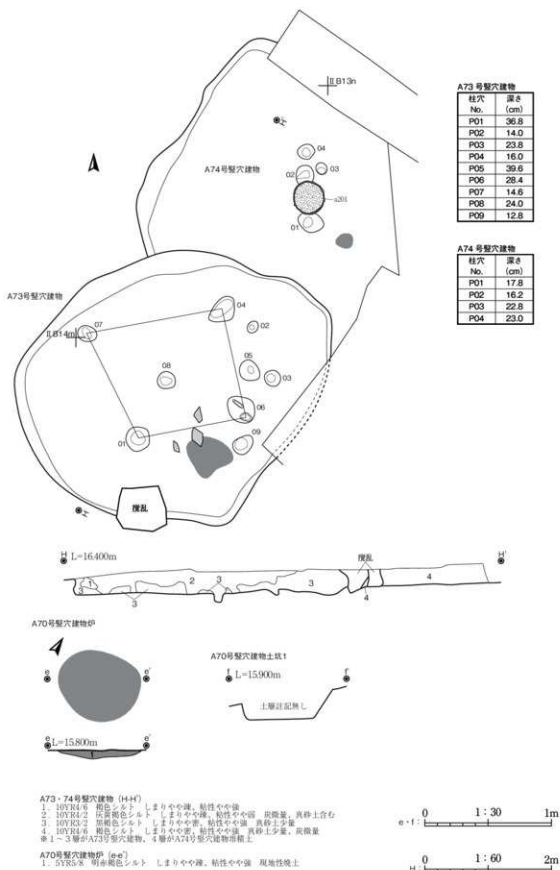 ⅡB13n
H'
A74号竪穴建物
04
03
02
a201
01
A73号竪穴建物
04
07
ⅡB14m
02
05
08
03
06
01
09
H
撹乱
A73号竪穴建物
柱穴 深さ
No. (cm)
P01 36.8
P02 14.0
P03 23.8
P04 16.0
P05 39.6
P06 28.4
P07 14.6
P08 24.0
P09 12.8
A74号竪穴建物
柱穴 深さ
No. (cm)
P01 17.8
P02 16.2
P03 22.8
P04 23.0
H L=16.400m 撹乱 H'
1 2 3 3 4
3 3 4
A70号竪穴建物炉
e e'
e L=15.800m e'
A70号竪穴建物土坑1
f L=15.900m f'
土層註記無し
A73・74号竪穴建物 (H-H')
1. 10YR4/6 褐色シルト しまりやや疎、粘性やや強
2. 10YR4/2 灰黄褐色シルト しまりやや疎、粘性やや弱 炭微量、真砂土含む
3. 10YR3/2 黒褐色シルト しまりやや密、粘性やや強 真砂土少量
4. 10YR4/6 褐色シルト しまりやや密、粘性やや強 真砂土少量、炭微量
※1～3層がA73号竪穴建物、4層がA74号竪穴建物堆積土
A70号竪穴建物炉 (e-e')
1. 5YR5/8 明赤褐色シルト しまりやや疎、粘性やや強 現地性焼土
e・f: 0 1:30 1m
H: 0 1:60 2m